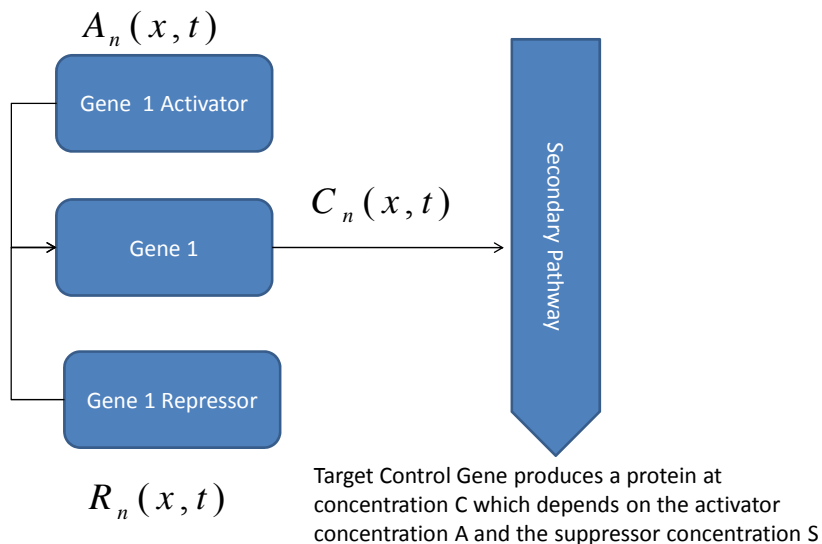 A_n(x,t)
Gene 1 Activator
C_n(x,t)
Gene 1
Secondary Pathway
Gene 1 Repressor
R_n(x,t)
Target Control Gene produces a protein at
concentration C which depends on the activator
concentration A and the suppressor concentration S